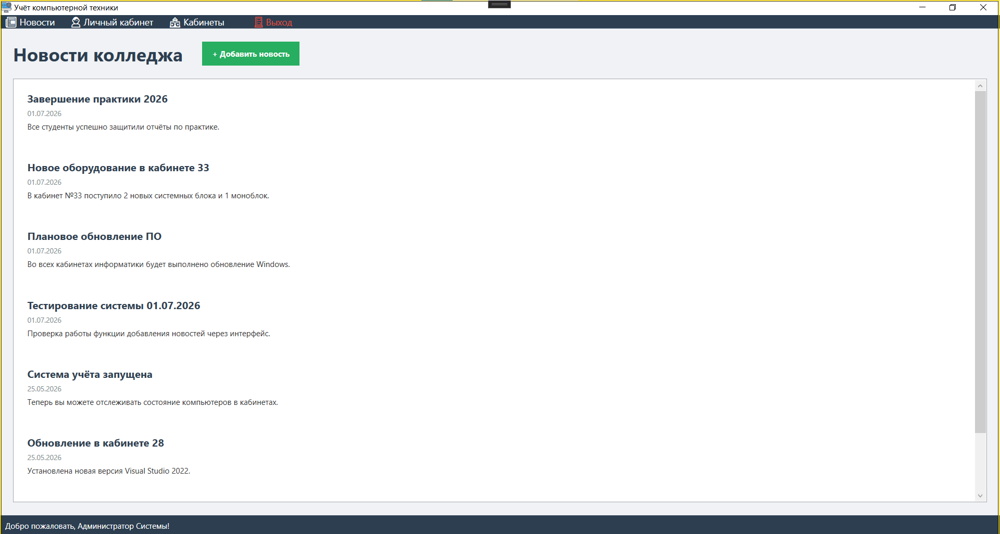 Учёт компьютерной техники
Новости Личный кабинет Кабинеты Выход
Новости колледжа
+ Добавить новость
Завершение практики 2026
01.07.2026
Все студенты успешно защитили отчёты по практике.
Новое оборудование в кабинете 33
01.07.2026
В кабинет №33 поступило 2 новых системных блока и 1 моноблок.
Плановое обновление ПО
01.07.2026
Во всех кабинетах информатики будет выполнено обновление Windows.
Тестирование системы 01.07.2026
01.07.2026
Проверка работы функции добавления новостей через интерфейс.
Система учёта запущена
25.05.2026
Теперь вы можете отслеживать состояние компьютеров в кабинетах.
Обновление в кабинете 28
25.05.2026
Установлена новая версия Visual Studio 2022.
Добро пожаловать, Администратор Системы!